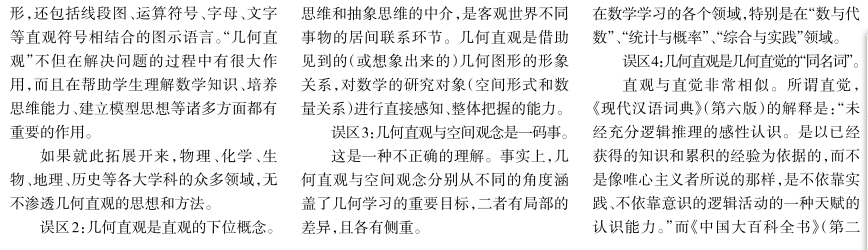 形，还包括线段图、运算符号、字母、文字
等直观符号相结合的图示语言。“几何直
观”不但在解决问题的过程中有很大作
用，而且在帮助学生理解数学知识、培养
思维能力、建立模型思想等诸多方面都有
重要的作用。
如果就此拓展开来，物理、化学、生
物、地理、历史等各大学科的众多领域，无
不渗透几何直观的思想和方法。
误区2：几何直观是直观的下位概念。
思维和抽象思维的中介，是客观世界不同
事物的居间联系环节。几何直观是借助
见到的（或想象出来的）几何图形的形象
关系，对数学的研究对象（空间形式和数
量关系）进行直接感知、整体把握的能力。
误区3：几何直观与空间观念是一码事。
这是一种不正确的理解。事实上，几
何直观与空间观念分别从不同的角度涵
盖了几何学习的重要目标，二者有局部的
差异，且各有侧重。
在数学学习的各个领域，特别是在“数与代
数”、“统计与概率”、“综合与实践”领域。
误区4：几何直观是几何直觉的“同名词”。
直观与直觉非常相似。所谓直觉，
《现代汉语词典》（第六版）的解释是：“未
经充分逻辑推理的感性认识。是以已经
获得的知识和累积的经验为依据的，而不
是像唯心主义者所说的那样，是不依靠实
践、不依靠意识的逻辑活动的一种天赋的
认识能力。”而《中国大百科全书》（第二